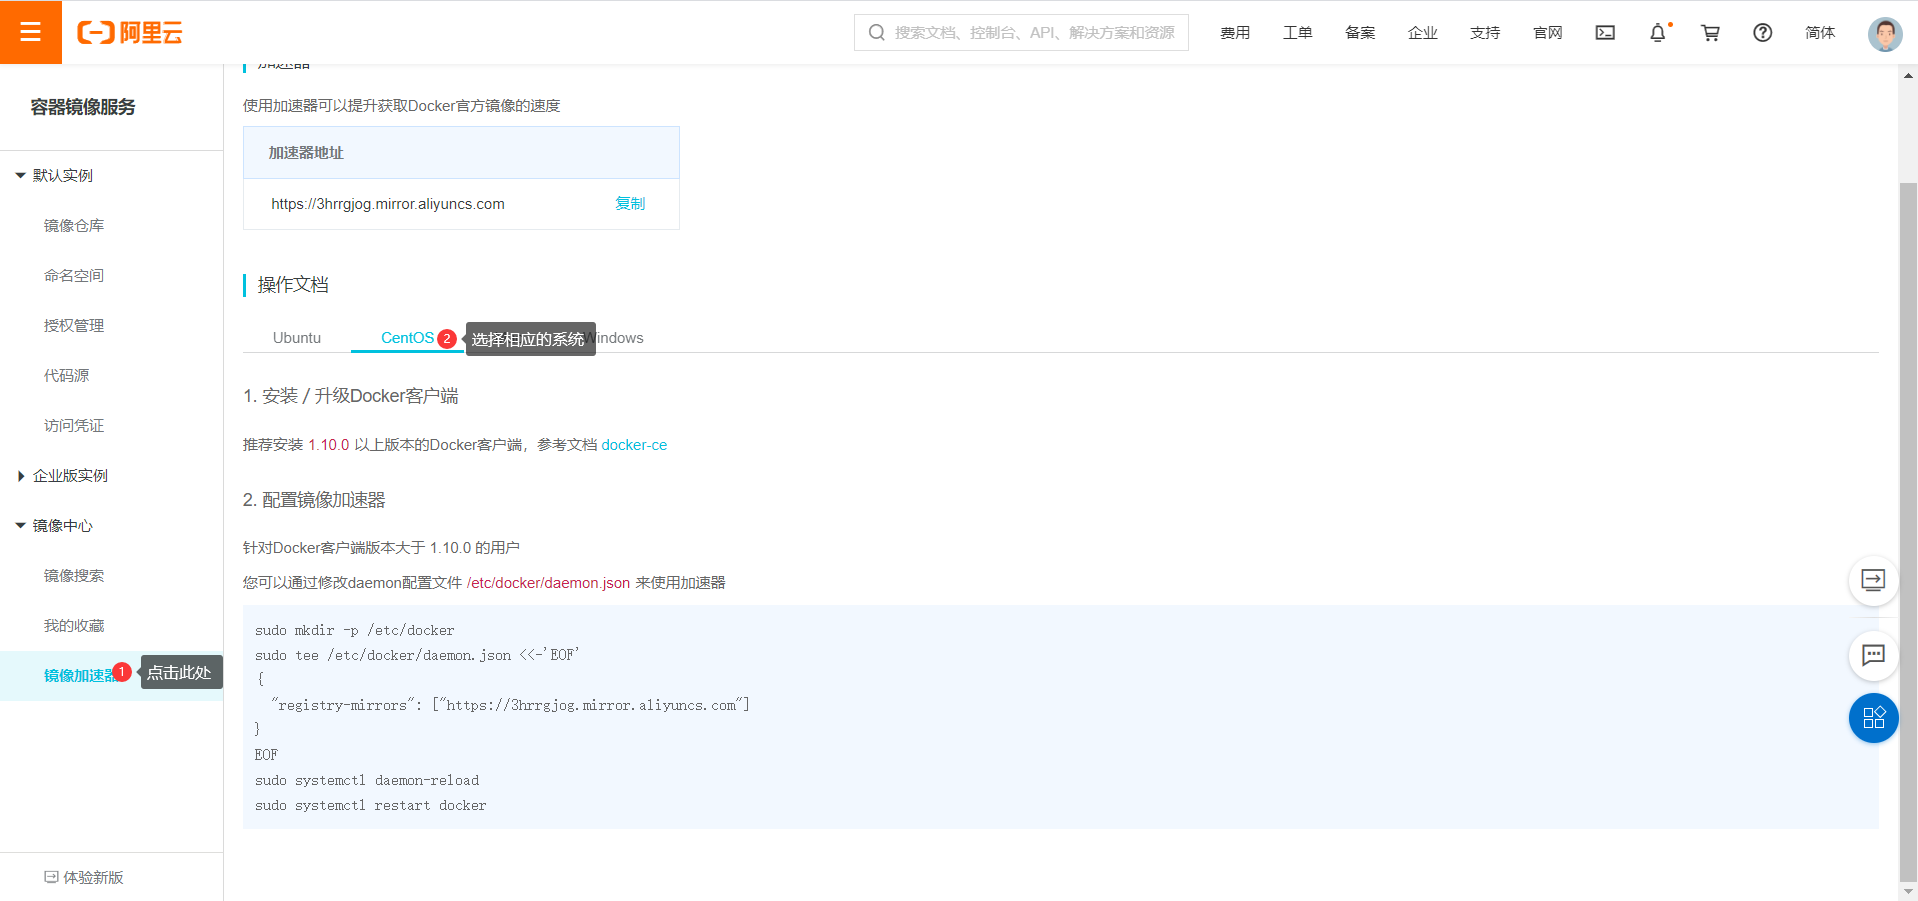 阿里云
搜索文档、控制台、API、解决方案和资源
费用
工单
备案
企业
支持
官网
简体
容器镜像服务
默认实例
镜像仓库
命名空间
授权管理
代码源
访问凭证
企业版实例
镜像中心
镜像搜索
我的收藏
镜像加速器 1 点击此处
体验新版
加速器
使用加速器可以提升获取Docker官方镜像的速度
加速器地址
https://3hrrgjog.mirror.aliyuncs.com 复制
操作文档
Ubuntu CentOS 2 选择相应的系统 Windows
1. 安装 / 升级Docker客户端
推荐安装 1.10.0 以上版本的Docker客户端，参考文档 docker-ce
2. 配置镜像加速器
针对Docker客户端版本大于 1.10.0 的用户
您可以通过修改daemon配置文件 /etc/docker/daemon.json 来使用加速器
sudo mkdir -p /etc/docker
sudo tee /etc/docker/daemon.json <<-'EOF'
{
  "registry-mirrors": ["https://3hrrgjog.mirror.aliyuncs.com"]
}
EOF
sudo systemctl daemon-reload
sudo systemctl restart docker